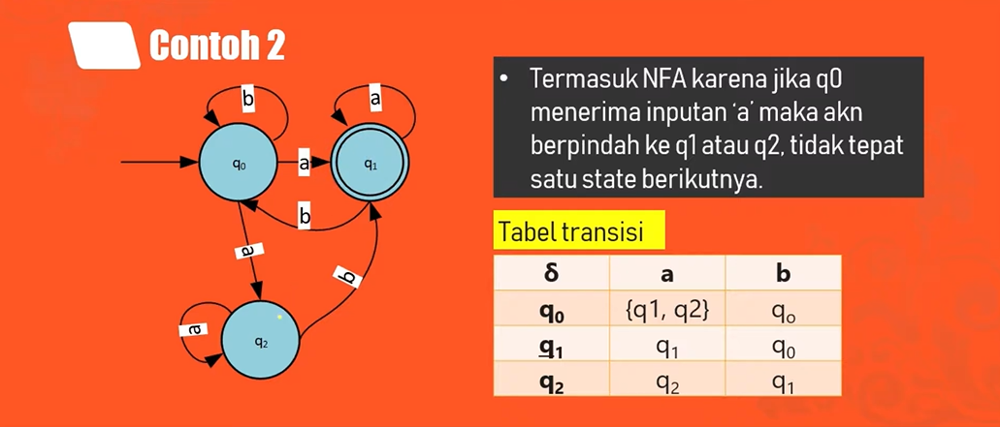 Contoh 2
b
a
q₀
a
q₁
b
a
b
a
q₂
• Termasuk NFA karena jika q0
menerima inputan ‘a’ maka akn
berpindah ke q1 atau q2, tidak tepat
satu state berikutnya.
Tabel transisi
δ a b
q₀ {q1, q2} qₒ
q₁ q₁ q₀
q₂ q₂ q₁